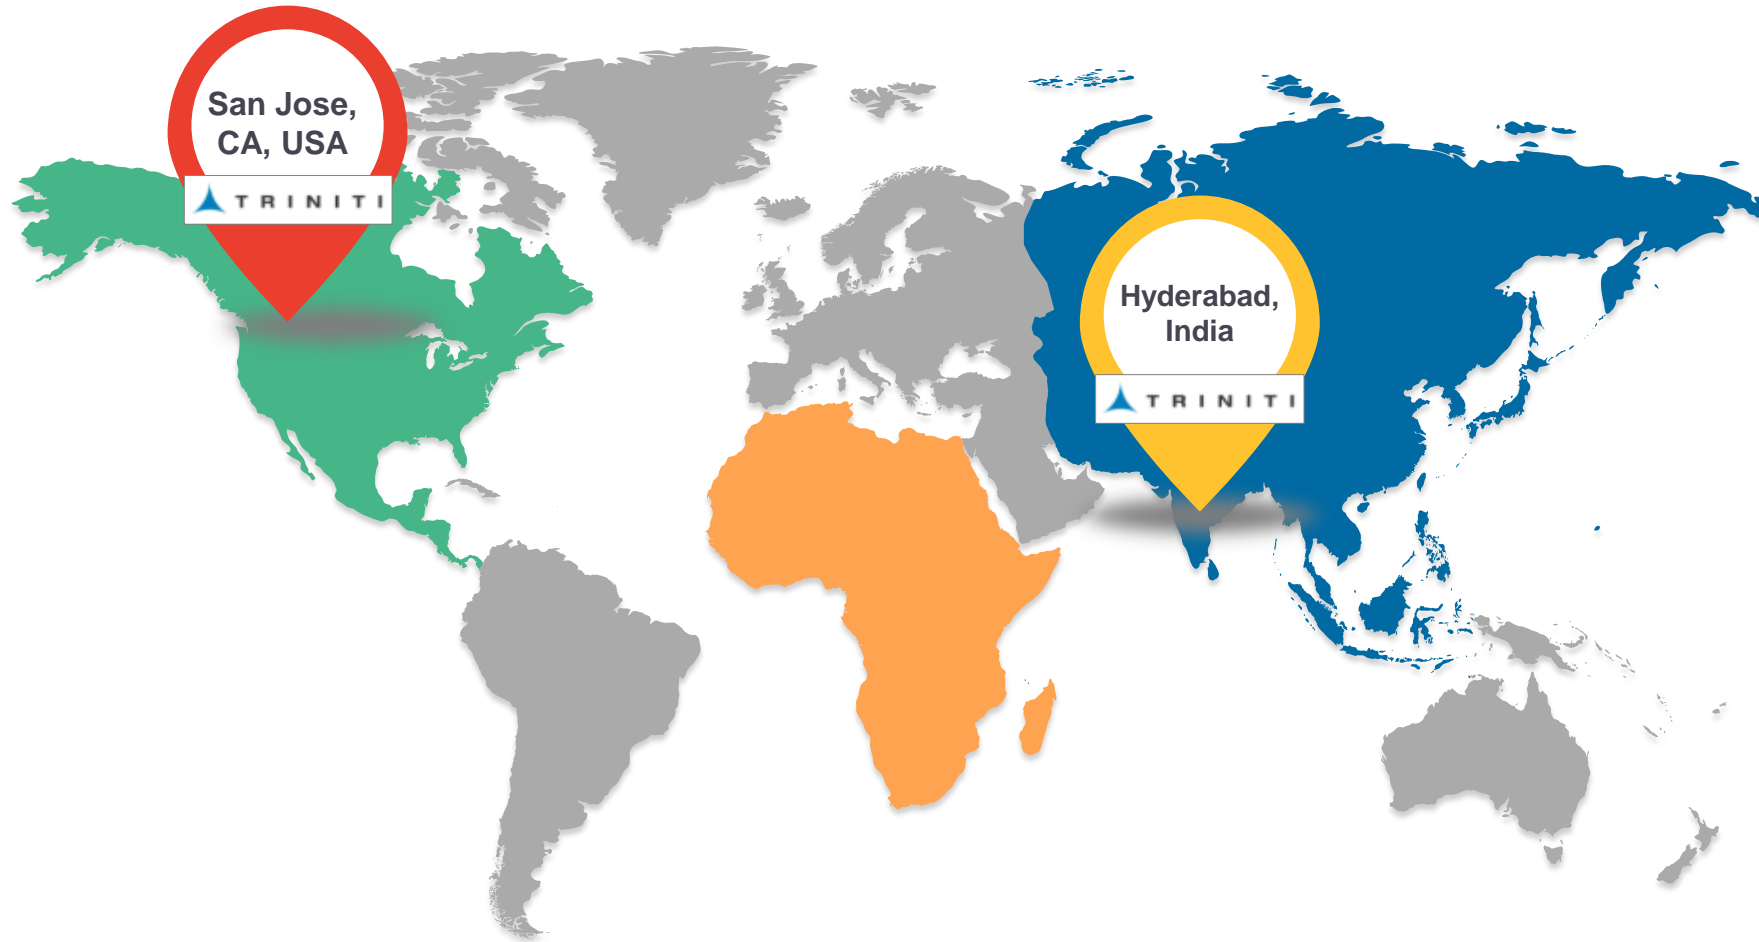 San Jose,
CA, USA
TRINITI
Hyderabad,
India
TRINITI